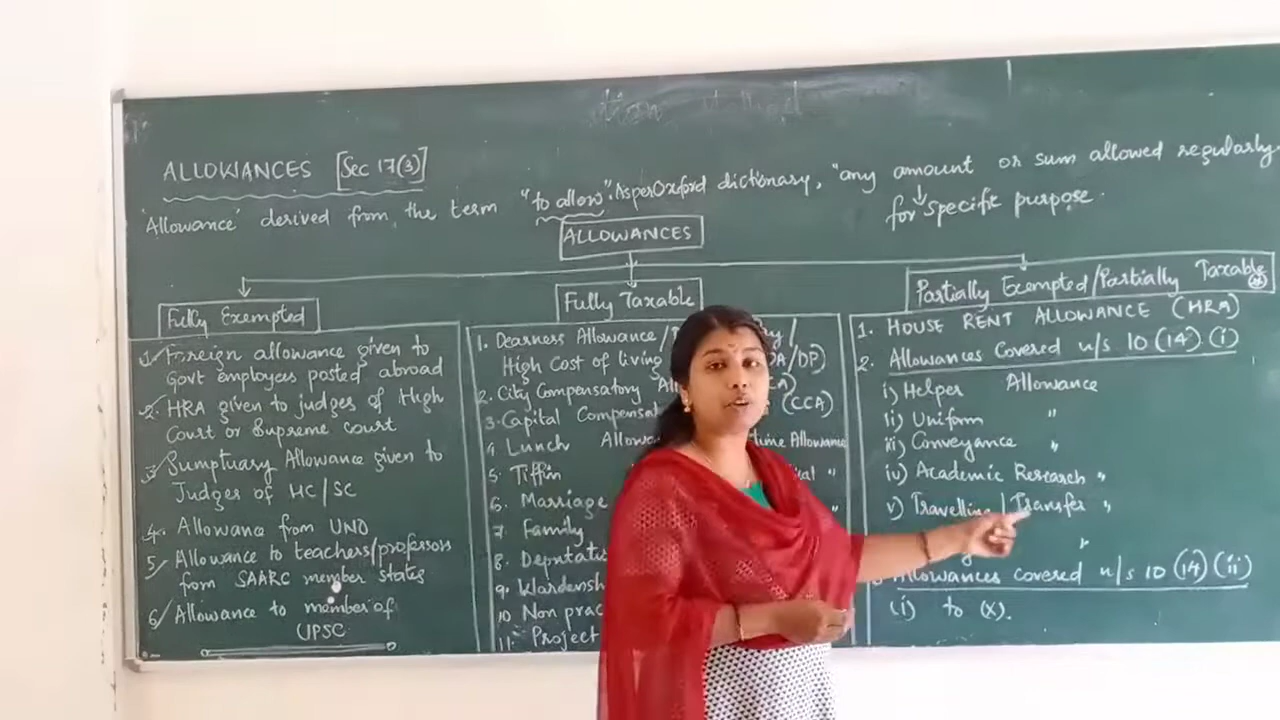 ALLOWANCES [Sec 17(3)]
'Allowance' derived from the term "to allow". As per Oxford dictionary, "any amount or sum allowed regularly
for specific purpose.
ALLOWANCES
Fully Exempted
1. Foreign allowance given to
Govt employees posted abroad
2. HRA given to judges of High
Court or Supreme court
3. Sumptuary Allowance given to
Judges of HC/SC
4. Allowance from UNO
5. Allowance to teachers/professors
from SAARC member states
6. Allowance to member of
UPSC
Fully Taxable
1. Dearness Allowance/
High Cost of living DA/DP)
2. City Compensatory
3. Capital (CCA)
4. Lunch Allowance
5. Tiffin "
6. Marriage "
7. Family
8.
9.
10 Non
11. Project
Partially Exempted/Partially Taxable
1. HOUSE RENT ALLOWANCE (HRA)
2. Allowances Covered u/s 10(14)(i)
i) Helper Allowance
ii) Uniform "
iii) Conveyance "
iv) Academic Research "
v) Travelling / Transfer "
"
Allowances covered u/s 10(14)(ii)
(i) to (x).